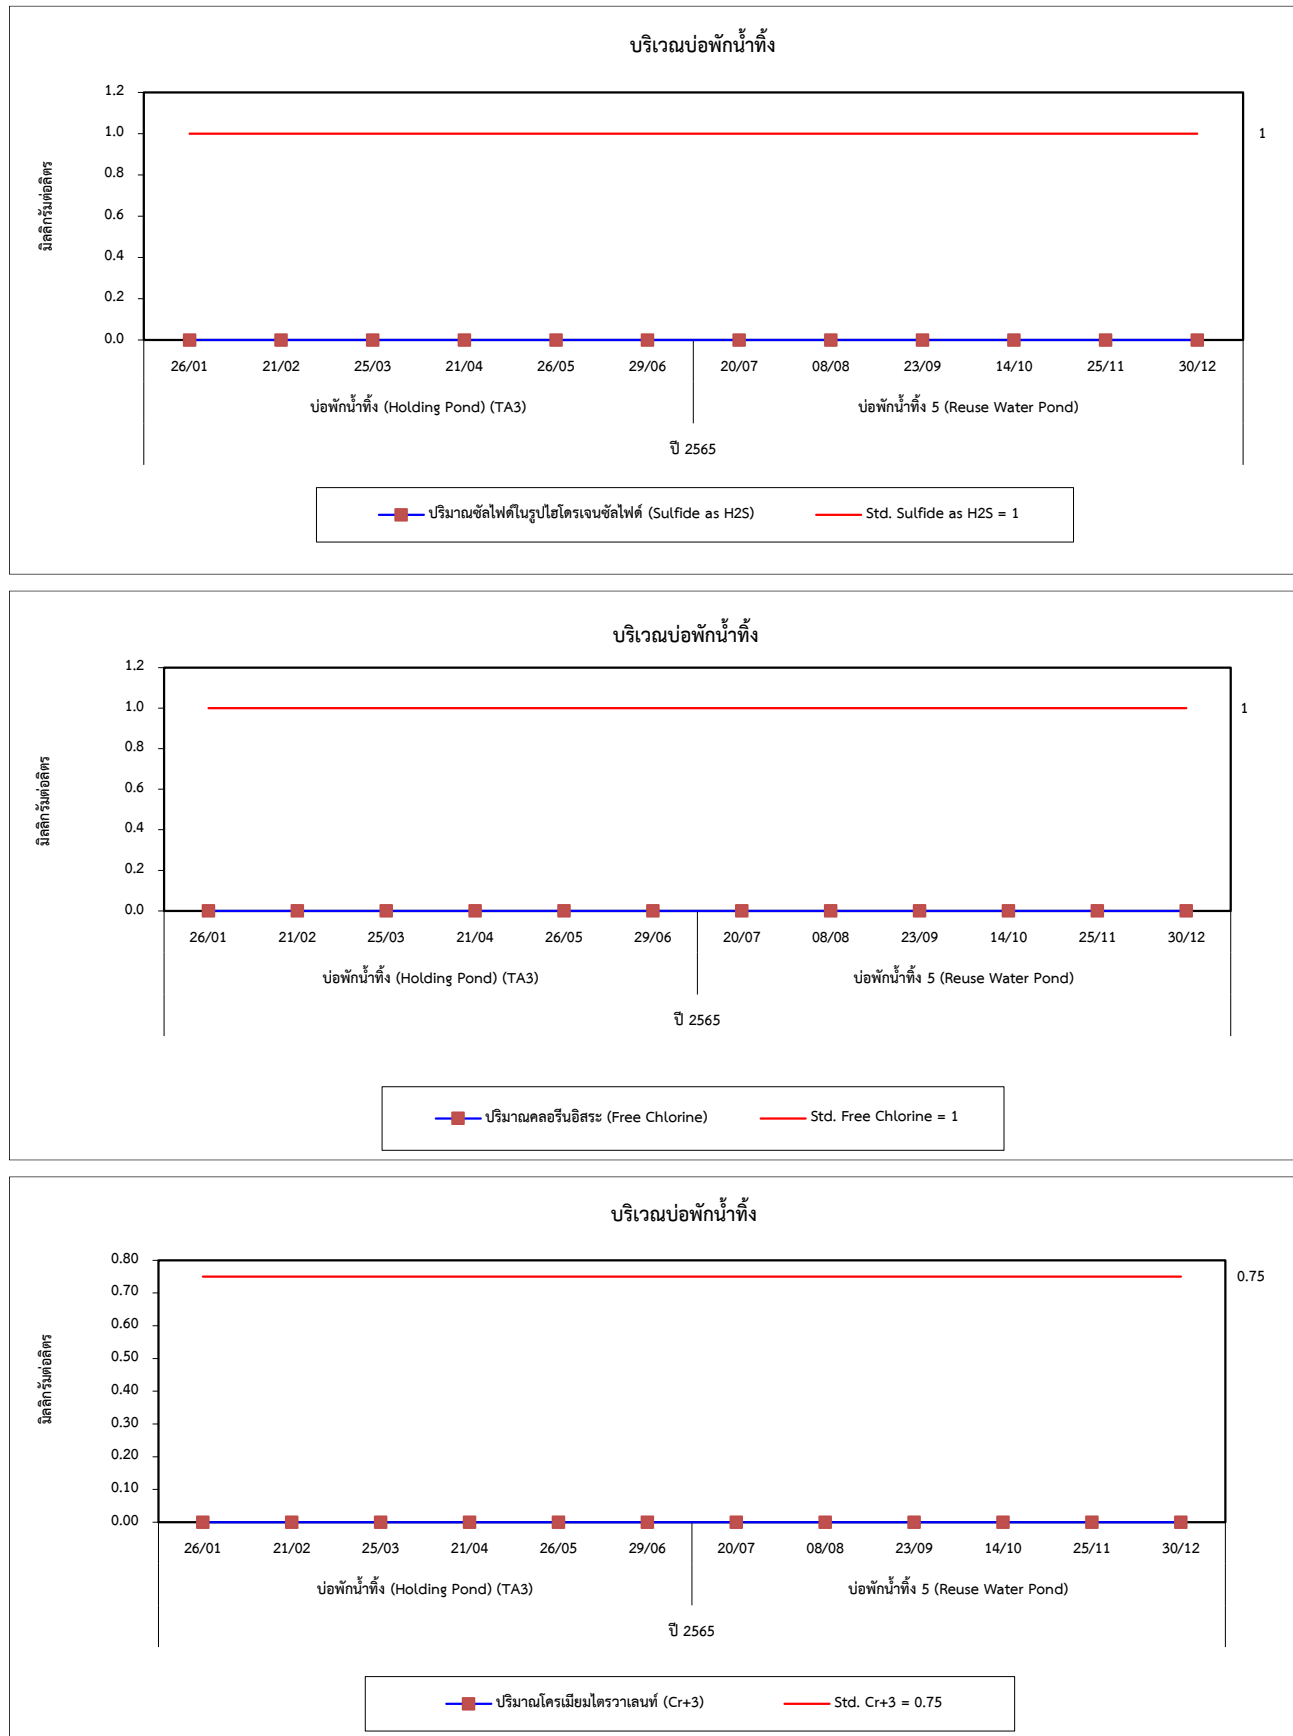 บริเวณบ่อพักน้ำทิ้ง
มิลลิกรัมต่อลิตร
1.2
1.0
0.8
0.6
0.4
0.2
0.0
1
26/01 21/02 25/03 21/04 26/05 29/06 20/07 08/08 23/09 14/10 25/11 30/12
บ่อพักน้ำทิ้ง (Holding Pond) (TA3) บ่อพักน้ำทิ้ง 5 (Reuse Water Pond)
ปี 2565
ปริมาณซัลไฟด์ในรูปไฮโดรเจนซัลไฟด์ (Sulfide as H2S) Std. Sulfide as H2S = 1
บริเวณบ่อพักน้ำทิ้ง
มิลลิกรัมต่อลิตร
1.2
1.0
0.8
0.6
0.4
0.2
0.0
1
26/01 21/02 25/03 21/04 26/05 29/06 20/07 08/08 23/09 14/10 25/11 30/12
บ่อพักน้ำทิ้ง (Holding Pond) (TA3) บ่อพักน้ำทิ้ง 5 (Reuse Water Pond)
ปี 2565
ปริมาณคลอรีนอิสระ (Free Chlorine) Std. Free Chlorine = 1
บริเวณบ่อพักน้ำทิ้ง
มิลลิกรัมต่อลิตร
0.80
0.70
0.60
0.50
0.40
0.30
0.20
0.10
0.00
0.75
26/01 21/02 25/03 21/04 26/05 29/06 20/07 08/08 23/09 14/10 25/11 30/12
บ่อพักน้ำทิ้ง (Holding Pond) (TA3) บ่อพักน้ำทิ้ง 5 (Reuse Water Pond)
ปี 2565
ปริมาณโครเมียมไตรวาเลนท์ (Cr+3) Std. Cr+3 = 0.75